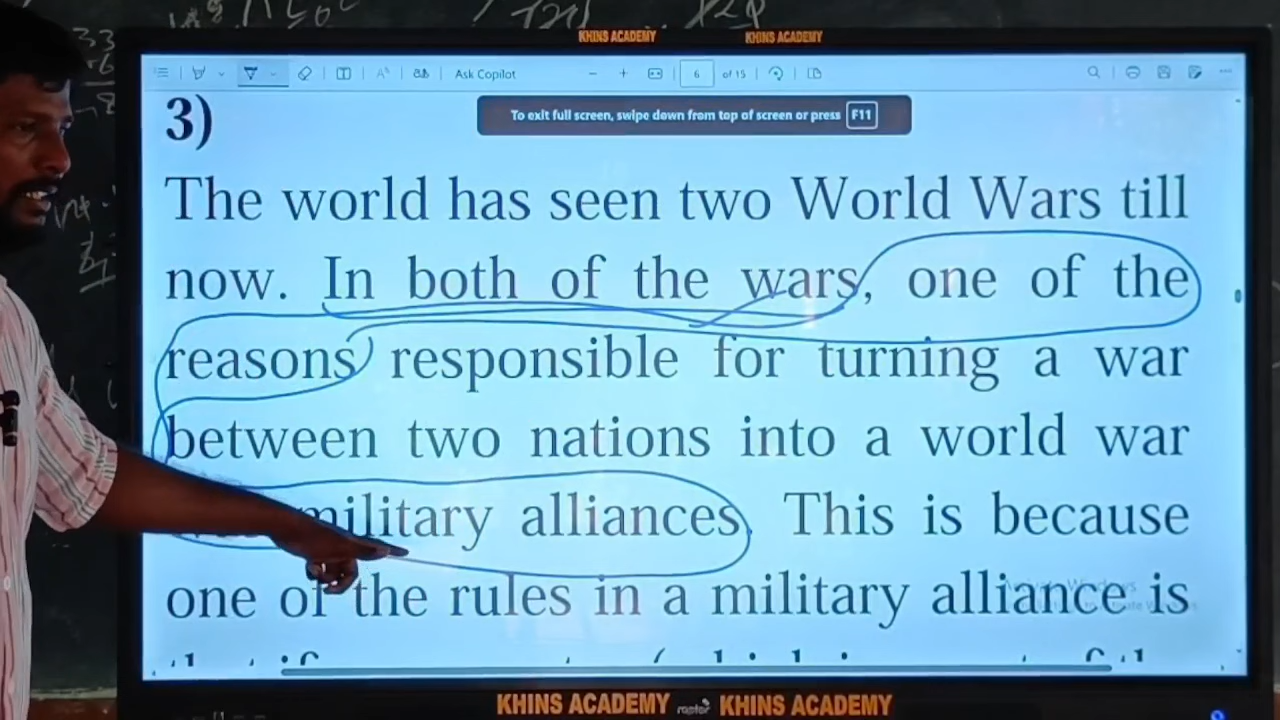 KHINS ACADEMY KHINS ACADEMY
Ask Copilot 6 of 15
3)
To exit full screen, swipe down from top of screen or press F11
The world has seen two World Wars till
now. In both of the wars, one of the
reasons responsible for turning a war
between two nations into a world war
military alliances. This is because
one of the rules in a military alliance is
KHINS ACADEMY KHINS ACADEMY